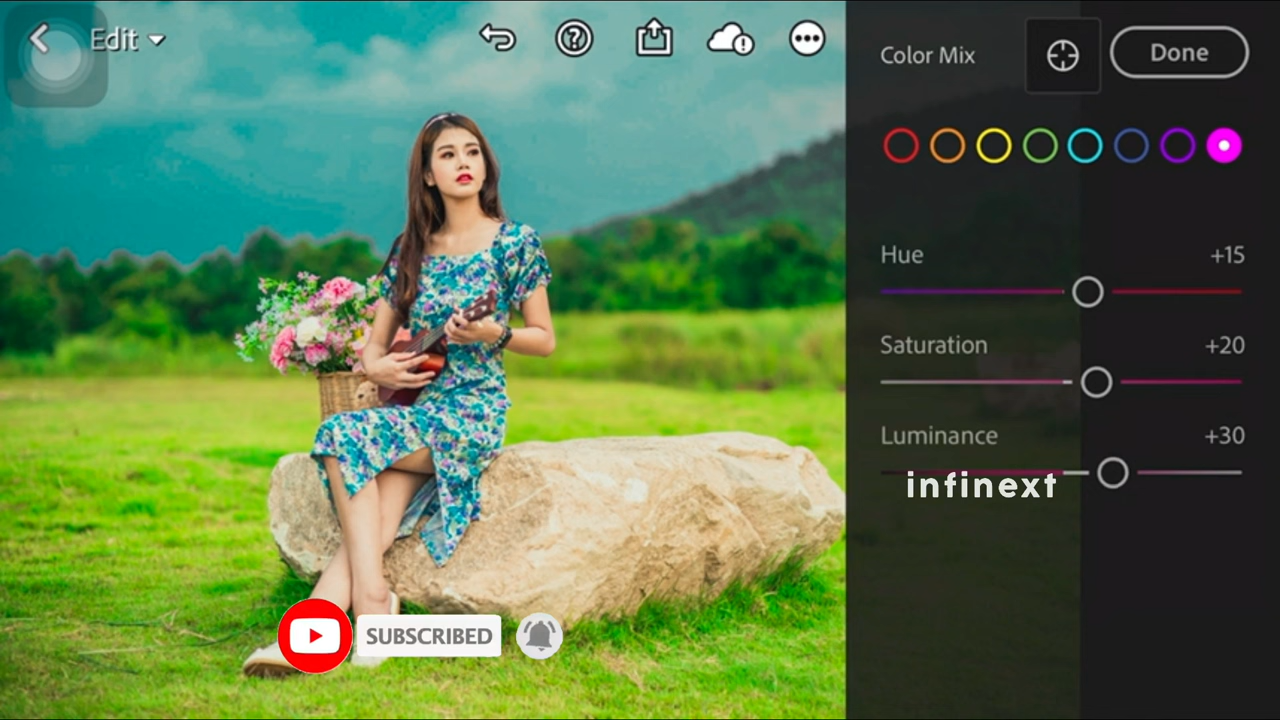 Edit
Color Mix
Done
Hue +15
Saturation +20
Luminance +30
infinext
SUBSCRIBED